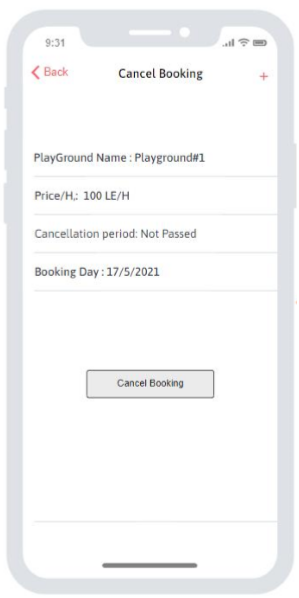 9:31
Back Cancel Booking +
PlayGround Name : Playground#1
Price/H,: 100 LE/H
Cancellation period: Not Passed
Booking Day : 17/5/2021
Cancel Booking